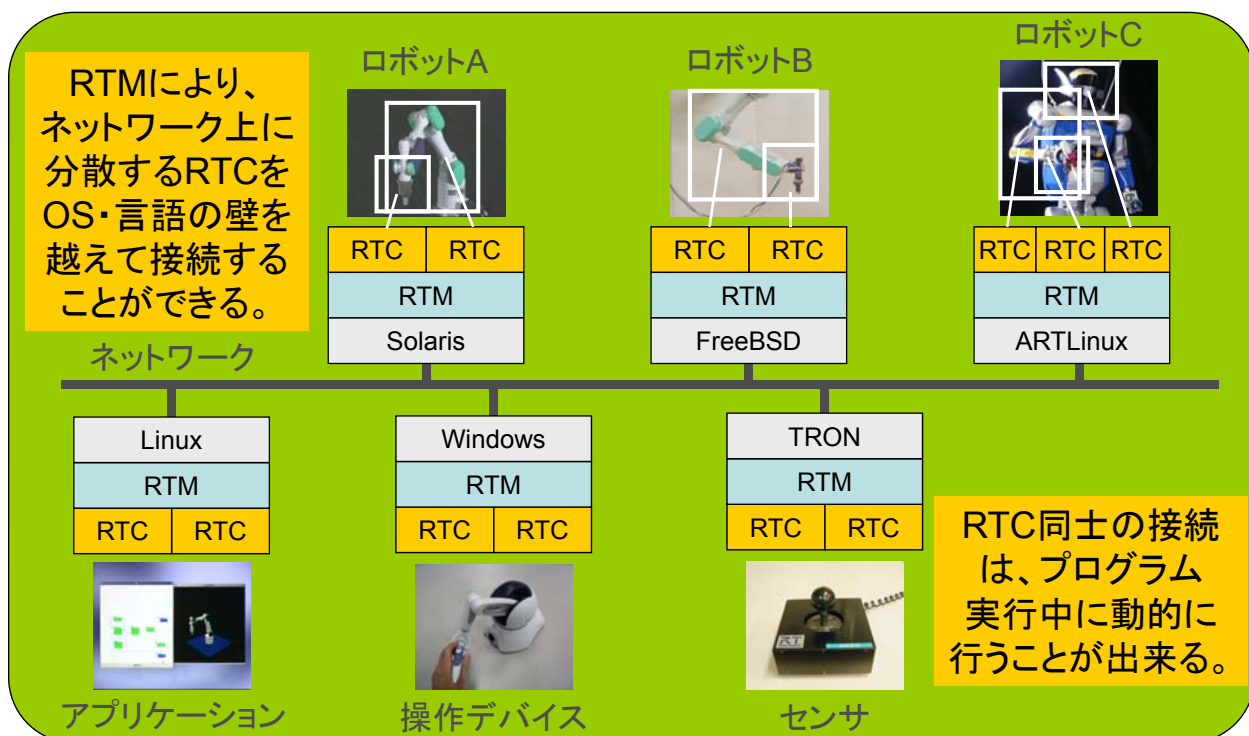 ロボットA
ロボットB
ロボットC
RTMにより、
ネットワーク上に
分散するRTCを
OS・言語の壁を
越えて接続する
ことができる。
RTC RTC
RTM
Solaris
RTC RTC
RTM
FreeBSD
RTC RTC RTC
RTM
ARTLinux
ネットワーク
Linux
RTM
RTC RTC
アプリケーション
Windows
RTM
RTC RTC
操作デバイス
TRON
RTM
RTC RTC
RT
センサ
RTC同士の接続
は、プログラム
実行中に動的に
行うことが出来る。